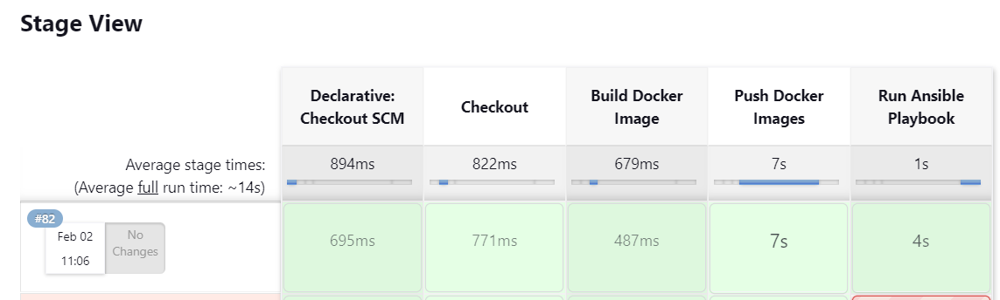 Stage View
Declarative:
Checkout SCM
Checkout
Build Docker
Image
Push Docker
Images
Run Ansible
Playbook
Average stage times:
(Average full run time: ~14s)
894ms
822ms
679ms
7s
1s
#82
Feb 02
11:06
No
Changes
695ms
771ms
487ms
7s
4s